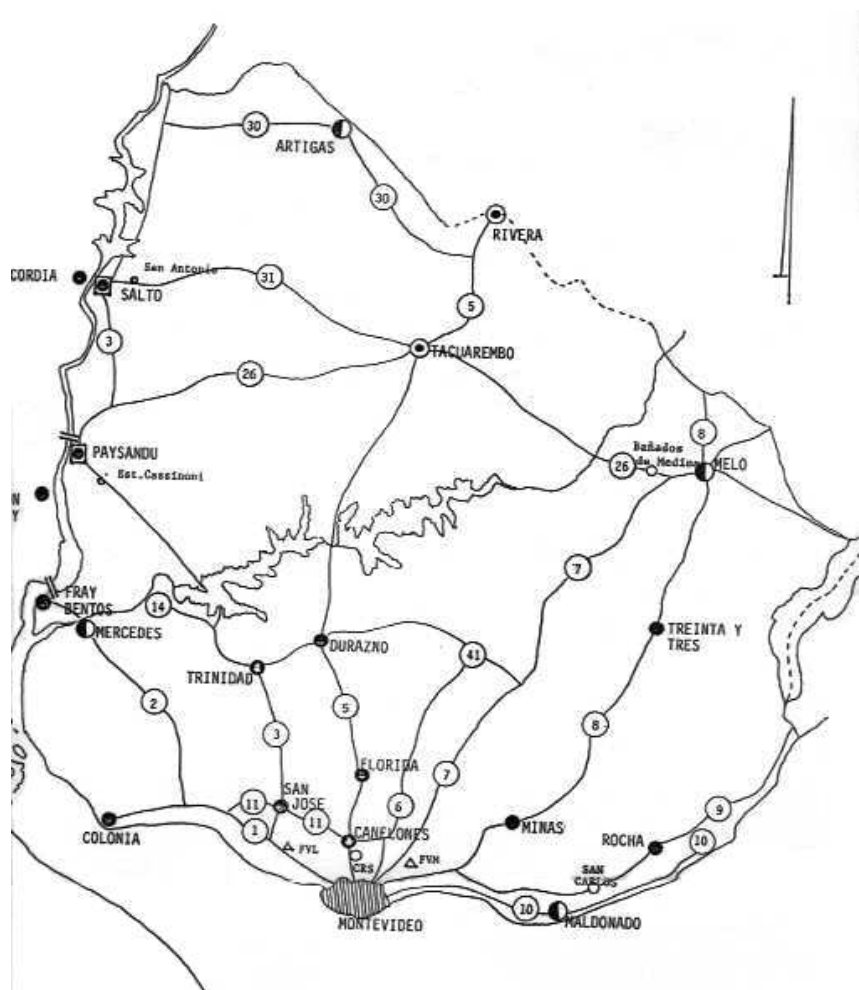 30
ARTIGAS
30
RIVERA
CORDIA
San Antonio
31
SALTO
5
3
TACUAREMBO
26
8
PAYSANDU
Bañados
de Medina
26
MELO
Est.Cassinoni
ON
Y
7
FRAY
BENTOS
14
MERCEDES
TREINTA Y
TRES
DURAZNO
41
TRINIDAD
2
5
3
8
7
FLORIDA
SAN
JOSE
11
6
9
COLONIA
1
11
CANELONES
MINAS
ROCHA
10
FVL
CRS
FVM
SAN
CARLOS
10
MALDONADO
MONTEVIDEO